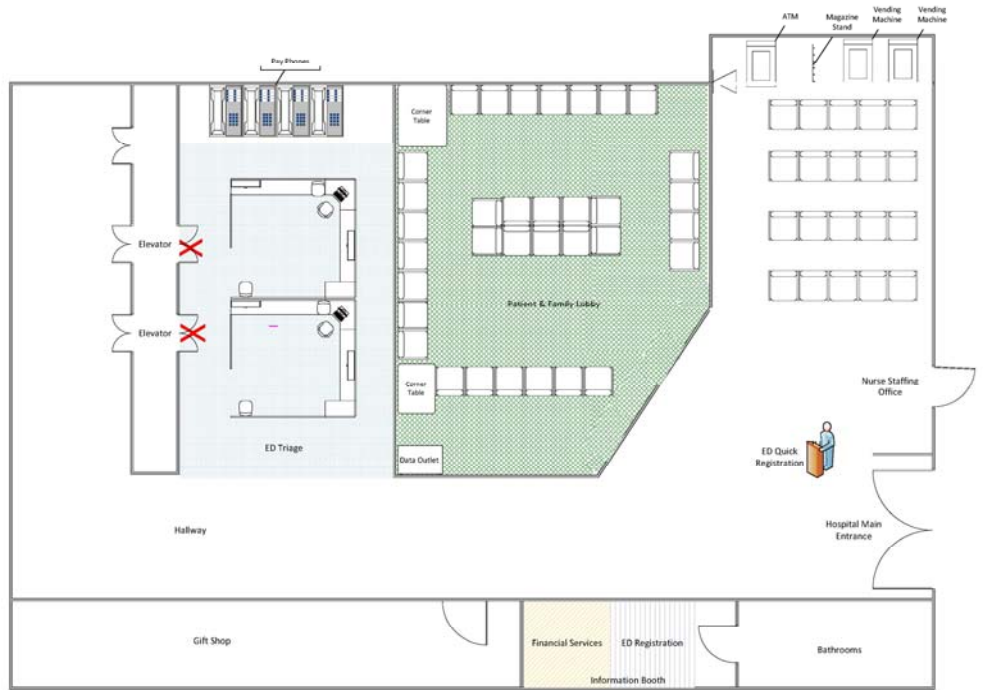 ATM
Magazine
Stand
Vending
Machine
Vending
Machine
Pay Phones
Corner
Table
Elevator
Patient & Family Lobby
Elevator
Corner
Table
Nurse Staffing
Office
ED Triage
Data Outlet
ED Quick
Registration
Hallway
Hospital Main
Entrance
Gift Shop
Financial Services
ED Registration
Bathrooms
Information Booth